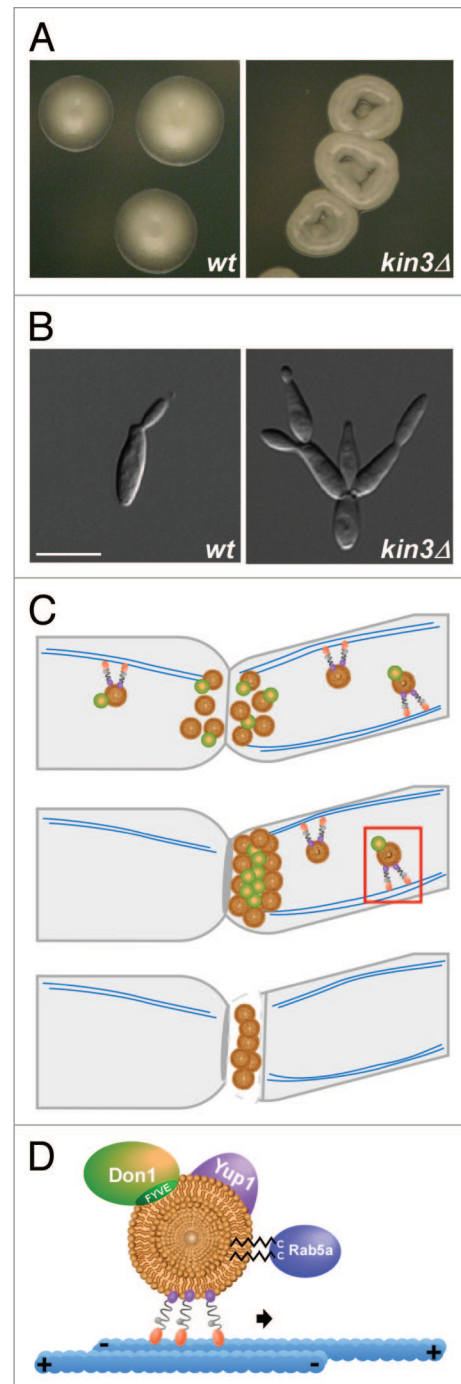 A
wt
kin3Δ
B
wt
kin3Δ
C
D
Don1
FYVE
Yup1
C
C
Rab5a
- +
+ -